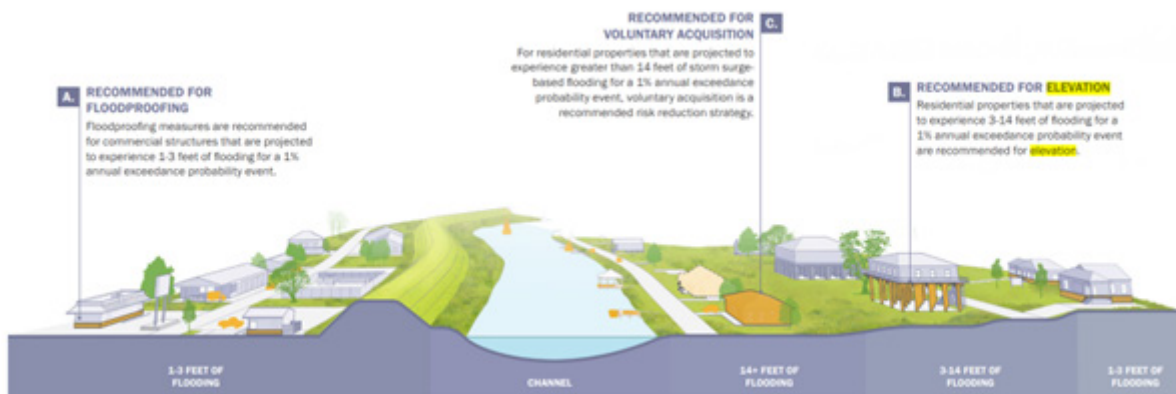 A.
RECOMMENDED FOR
FLOODPROOFING
Floodproofing measures are recommended
for commercial structures that are projected
to experience 1-3 feet of flooding for a 1%
annual exceedance probability event.
RECOMMENDED FOR
VOLUNTARY ACQUISITION
C.
For residential properties that are projected to
experience greater than 14 feet of storm surge-
based flooding for a 1% annual exceedance
probability event, voluntary acquisition is a
recommended risk reduction strategy.
B.
RECOMMENDED FOR ELEVATION
Residential properties that are projected
to experience 3-14 feet of flooding for a
1% annual exceedance probability event
are recommended for elevation.
1-3 FEET OF
FLOODING
CHANNEL
14+ FEET OF
FLOODING
3-14 FEET OF
FLOODING
1-3 FEET OF
FLOODING